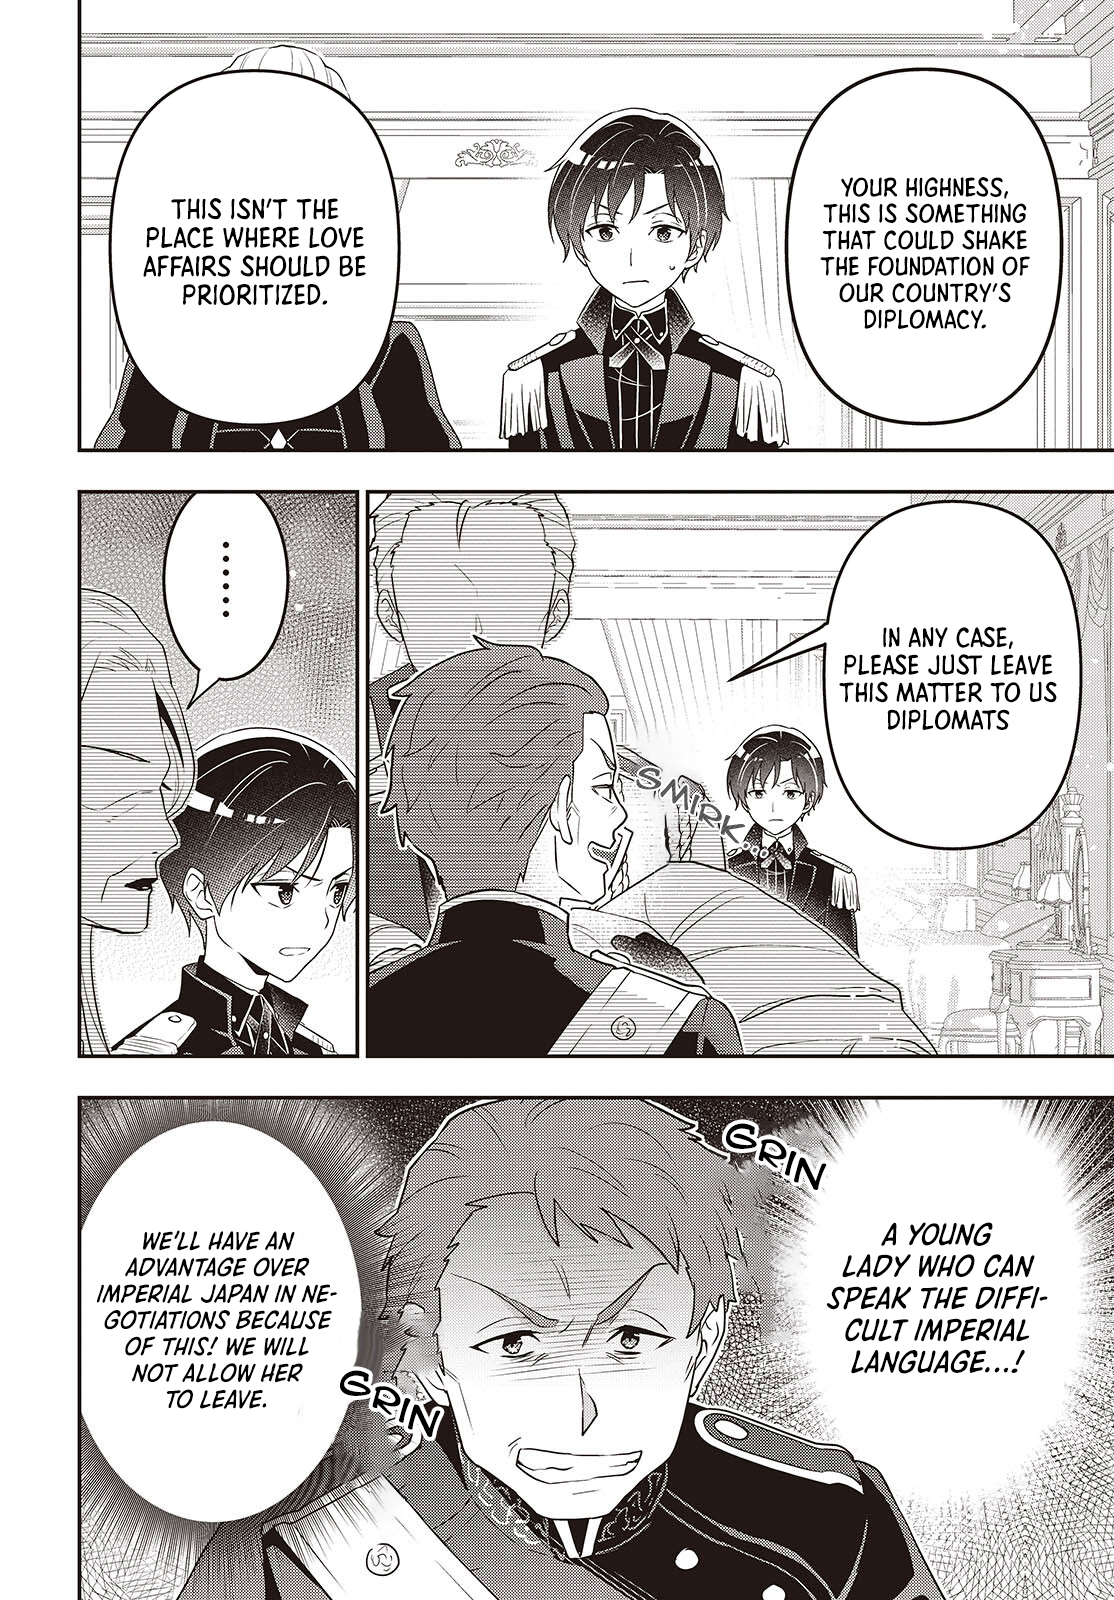 YOUR HIGHNESS,
THIS IS SOMETHING
THAT COULD SHAKE
THE FOUNDATION OF
OUR COUNTRY'S
DIPLOMACY.
THIS ISN'T THE
PLACE WHERE LOVE
AFFAIRS SHOULD BE
PRIORITIZED.
IN ANY CASE,
PLEASE JUST LEAVE
THIS MATTER TO US
DIPLOMATS
SMIRK...
......
A YOUNG
LADY WHO CAN
SPEAK THE DIFFI-
CULT IMPERIAL
LANGUAGE...!
GRIN
GRIN
WE'LL HAVE AN
ADVANTAGE OVER
IMPERIAL JAPAN IN NE-
GOTIATIONS BECAUSE
OF THIS! WE WILL
NOT ALLOW HER
TO LEAVE.